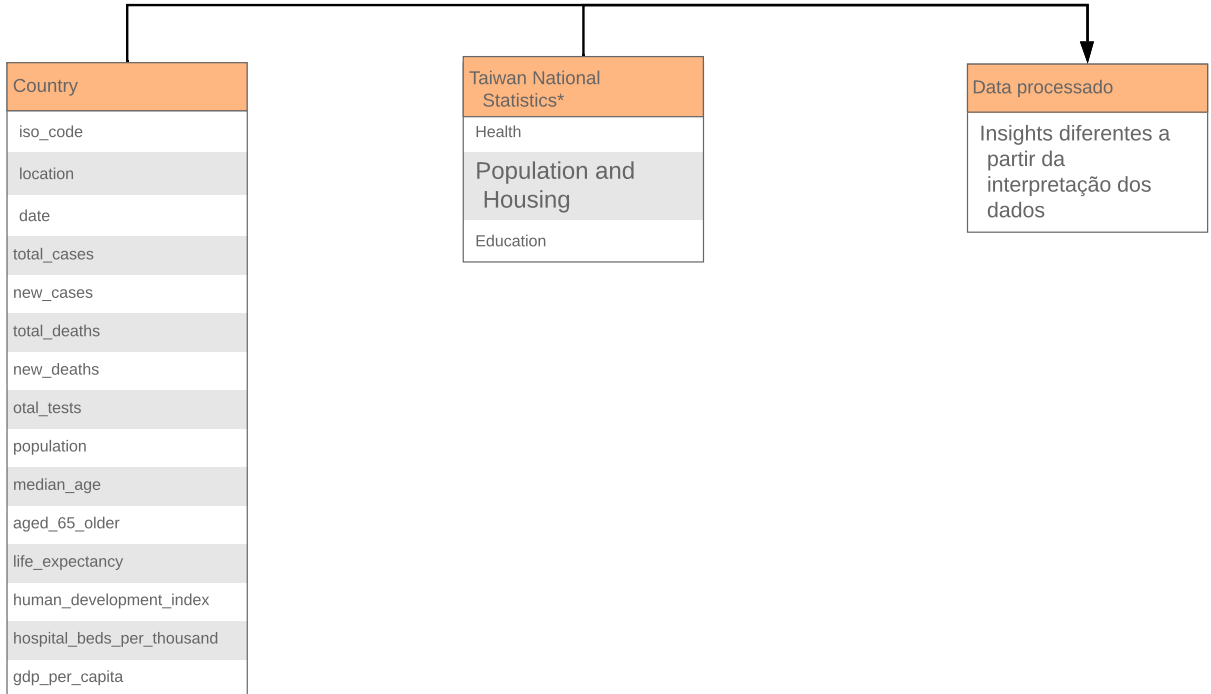 Country
iso_code
location
date
total_cases
new_cases
total_deaths
new_deaths
otal_tests
population
median_age
aged_65_older
life_expectancy
human_development_index
hospital_beds_per_thousand
gdp_per_capita
Taiwan National
Statistics*
Health
Population and
Housing
Education
Data processado
Insights diferentes a
partir da
interpretação dos
dados